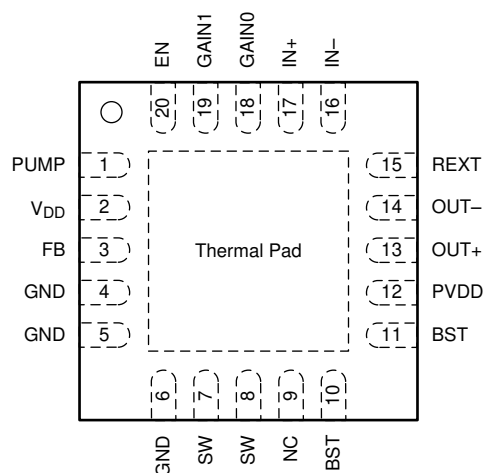 EN
GAIN1
GAIN0
IN+
IN–
20
19
18
17
16
PUMP 1
VDD 2
FB 3
GND 4
GND 5
Thermal Pad
15 REXT
14 OUT–
13 OUT+
12 PVDD
11 BST
6
7
8
9
10
GND
SW
SW
NC
BST